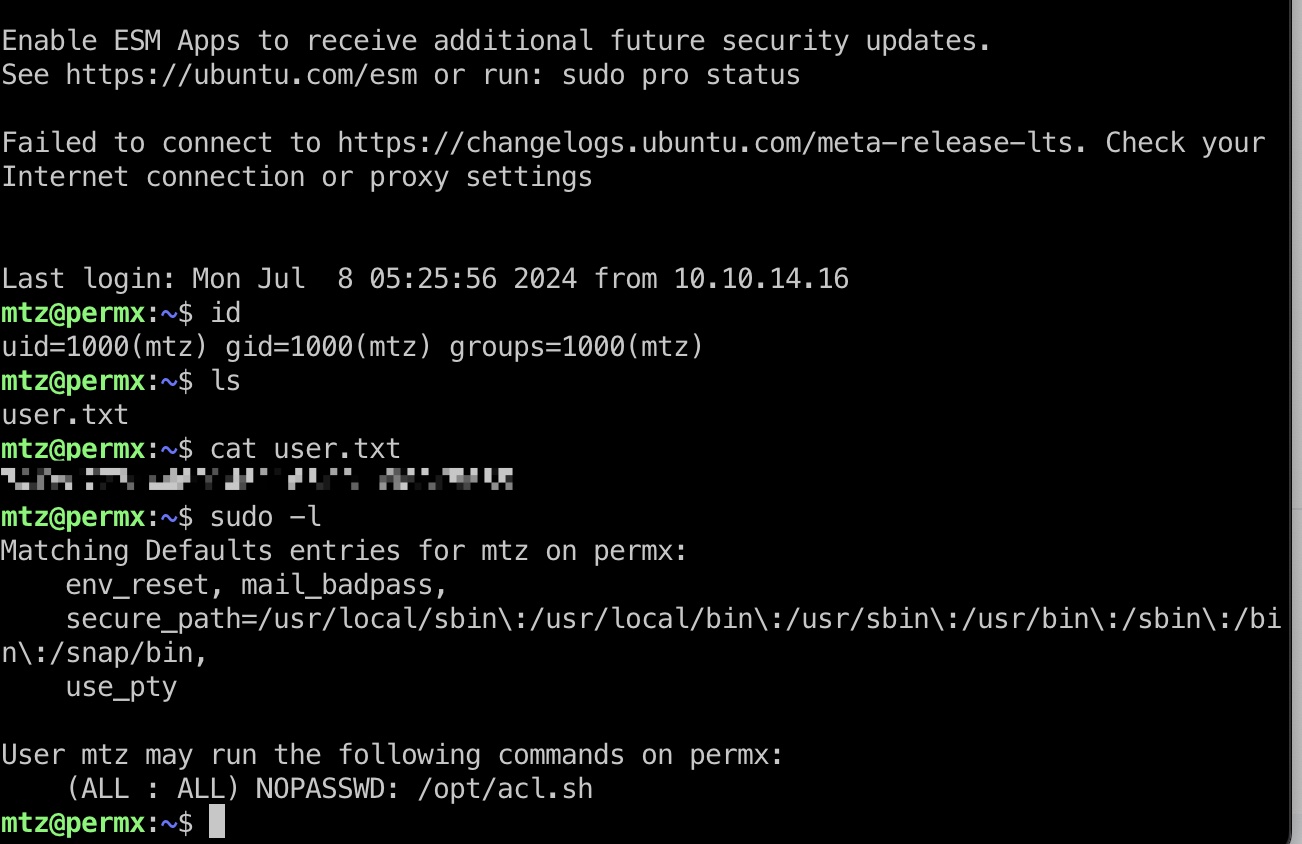 Enable ESM Apps to receive additional future security updates.
See https://ubuntu.com/esm or run: sudo pro status
Failed to connect to https://changelogs.ubuntu.com/meta-release-lts. Check your
Internet connection or proxy settings
Last login: Mon Jul  8 05:25:56 2024 from 10.10.14.16
mtz@permx:~$ id
uid=1000(mtz) gid=1000(mtz) groups=1000(mtz)
mtz@permx:~$ ls
user.txt
mtz@permx:~$ cat user.txt
mtz@permx:~$ sudo -l
Matching Defaults entries for mtz on permx:
    env_reset, mail_badpass,
    secure_path=/usr/local/sbin\:/usr/local/bin\:/usr/sbin\:/usr/bin\:/sbin\:/bi
n\:/snap/bin,
    use_pty
User mtz may run the following commands on permx:
    (ALL : ALL) NOPASSWD: /opt/acl.sh
mtz@permx:~$